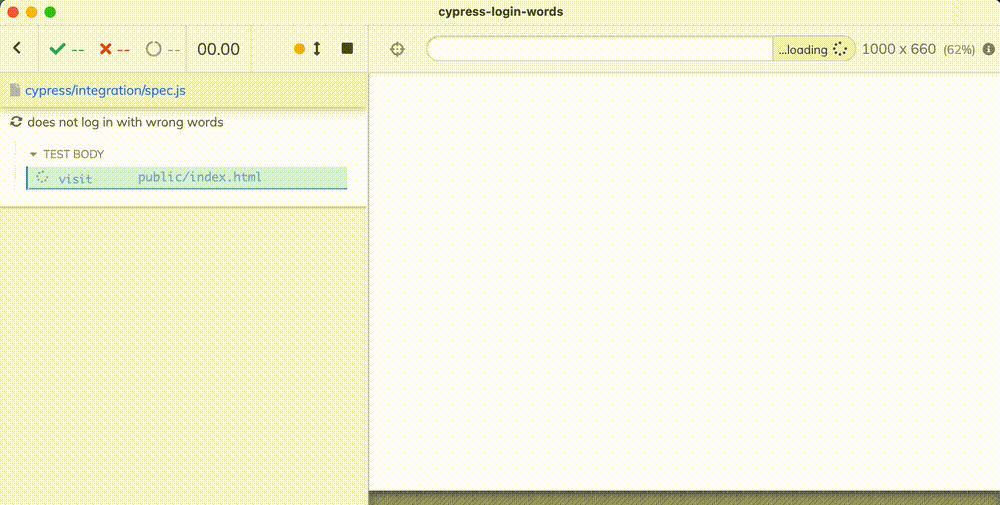 cypress-login-words
-- -- -- 00.00
...loading 1000 x 660 (62%)
cypress/integration/spec.js
does not log in with wrong words
TEST BODY
visit public/index.html